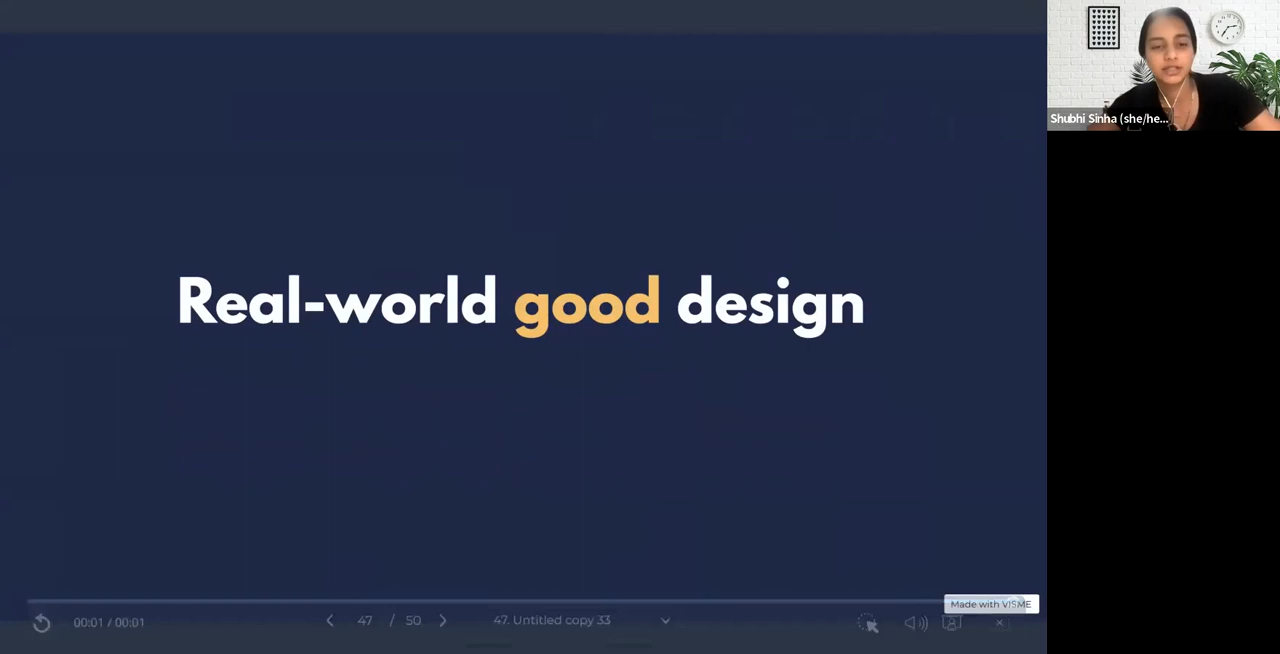 Real-world good design
Shubhi Sinha (she/he...
Made with VISME
00:01 / 00:01
47 / 50
47. Untitled copy 33